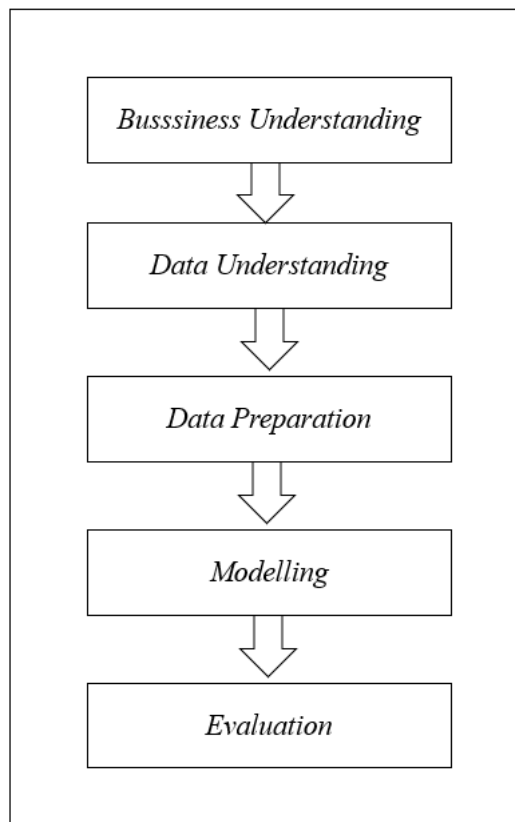 Busssiness Understanding
Data Understanding
Data Preparation
Modelling
Evaluation